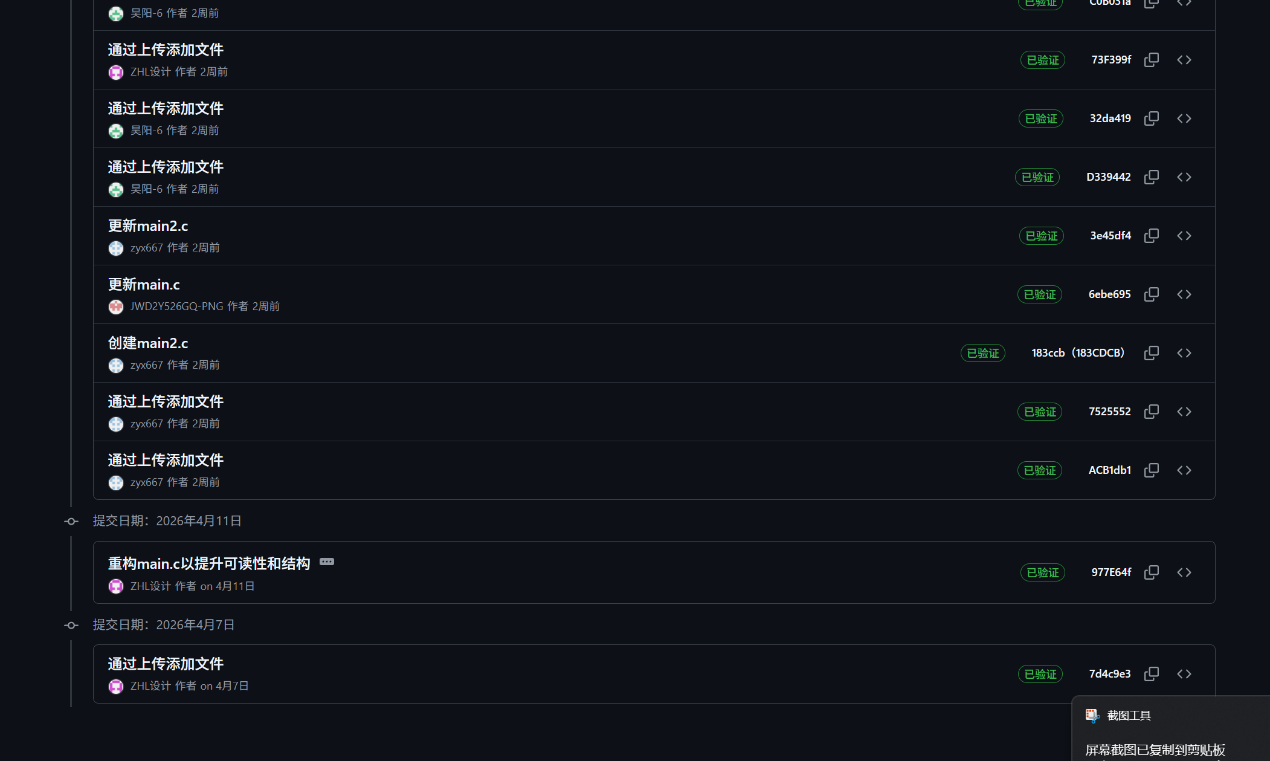 昊阳-6 作者 2周前
已验证 C0B031a
通过上传添加文件
ZHL设计 作者 2周前
已验证 73F399f
通过上传添加文件
昊阳-6 作者 2周前
已验证 32da419
通过上传添加文件
昊阳-6 作者 2周前
已验证 D339442
更新main2.c
zyx667 作者 2周前
已验证 3e45df4
更新main.c
JWD2Y526GQ-PNG 作者 2周前
已验证 6ebe695
创建main2.c
zyx667 作者 2周前
已验证 183ccb（183CDCB）
通过上传添加文件
zyx667 作者 2周前
已验证 7525552
通过上传添加文件
zyx667 作者 2周前
已验证 ACB1db1
提交日期：2026年4月11日
重构main.c以提升可读性和结构
ZHL设计 作者 on 4月11日
已验证 977E64f
提交日期：2026年4月7日
通过上传添加文件
ZHL设计 作者 on 4月7日
已验证 7d4c9e3
截图工具
屏幕截图已复制到剪贴板